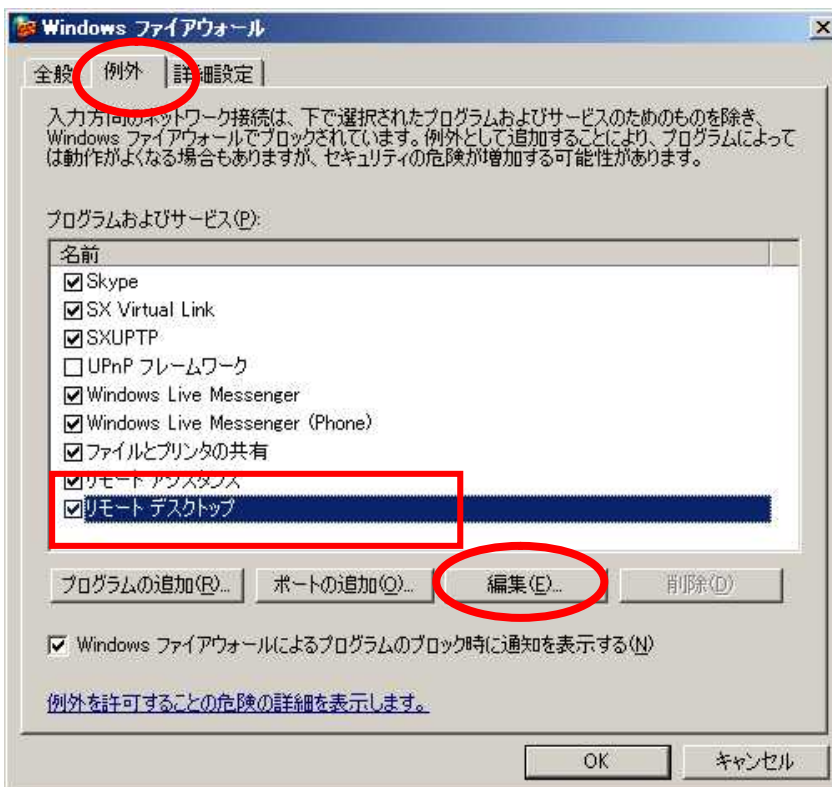 Windows ファイアウォール
全般 例外 詳細設定
入力方向のネットワーク接続は、下で選択されたプログラムおよびサービスのためのものを除き、
Windows ファイアウォールでブロックされています。例外として追加することにより、プログラムによって
は動作がよくなる場合もありますが、セキュリティの危険が増加する可能性があります。
プログラムおよびサービス(P):
名前
Skype
SX Virtual Link
SXUPTP
UPnP フレームワーク
Windows Live Messenger
Windows Live Messenger (Phone)
ファイルとプリンタの共有
リモート アシスタンス
リモート デスクトップ
プログラムの追加(R)... ポートの追加(O)... 編集(E)... 削除(D)
Windows ファイアウォールによるプログラムのブロック時に通知を表示する(N)
例外を許可することの危険の詳細を表示します。
OK キャンセル